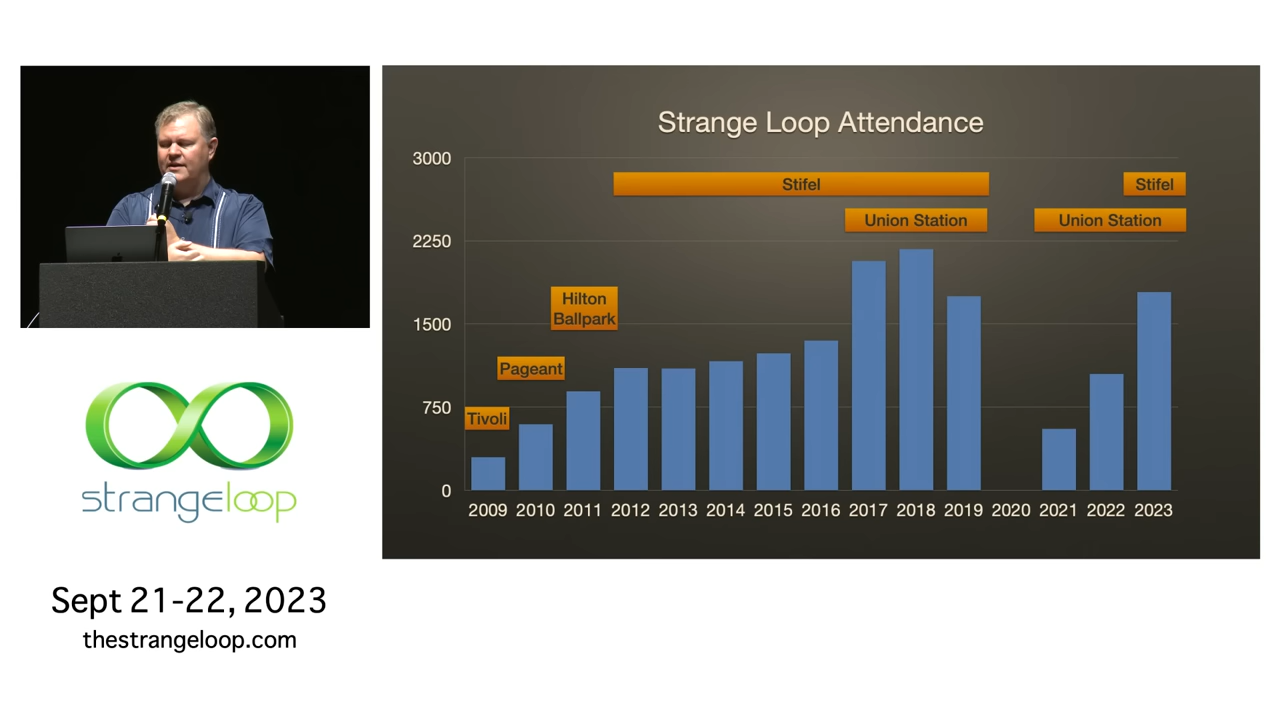 Strange Loop Attendance
3000
2250
1500
750
0
Stifel
Stifel
Union Station
Union Station
Hilton
Ballpark
Pageant
Tivoli
2009 2010 2011 2012 2013 2014 2015 2016 2017 2018 2019 2020 2021 2022 2023
strangeloop
Sept 21-22, 2023
thestrangeloop.com